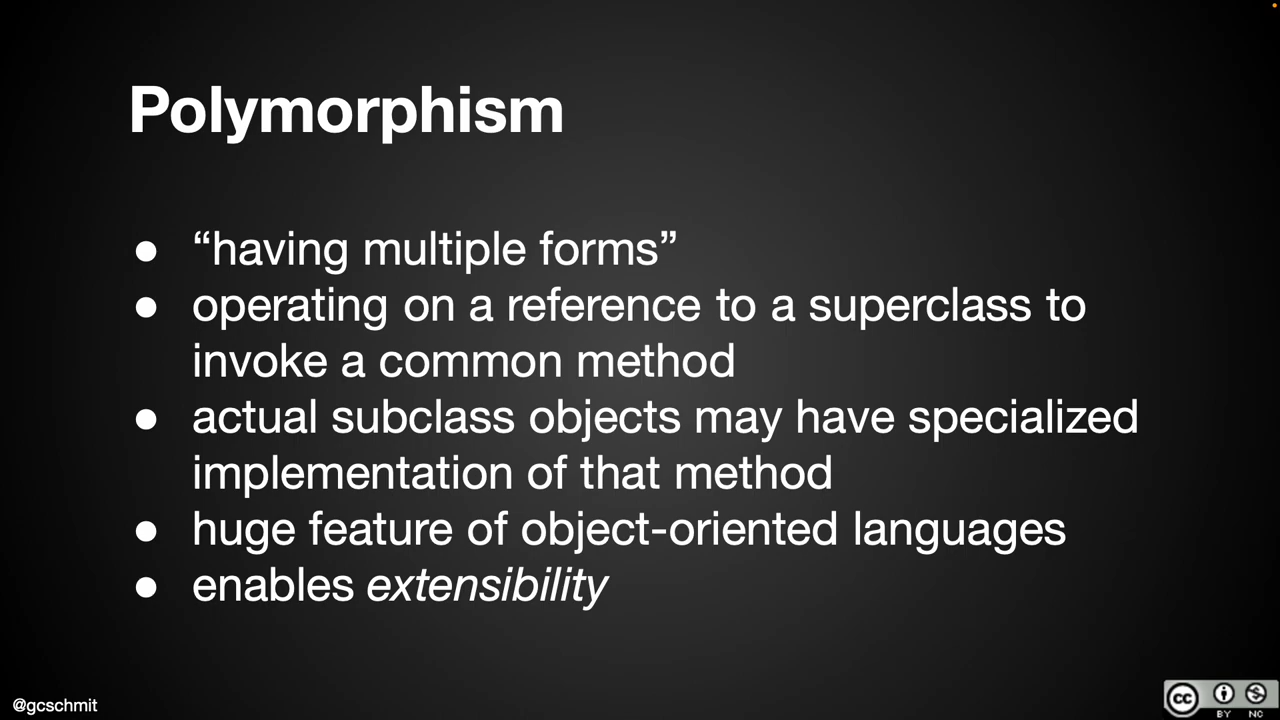 Polymorphism
● “having multiple forms”
● operating on a reference to a superclass to
invoke a common method
● actual subclass objects may have specialized
implementation of that method
● huge feature of object-oriented languages
● enables extensibility
@gcschmit
cc BY NC